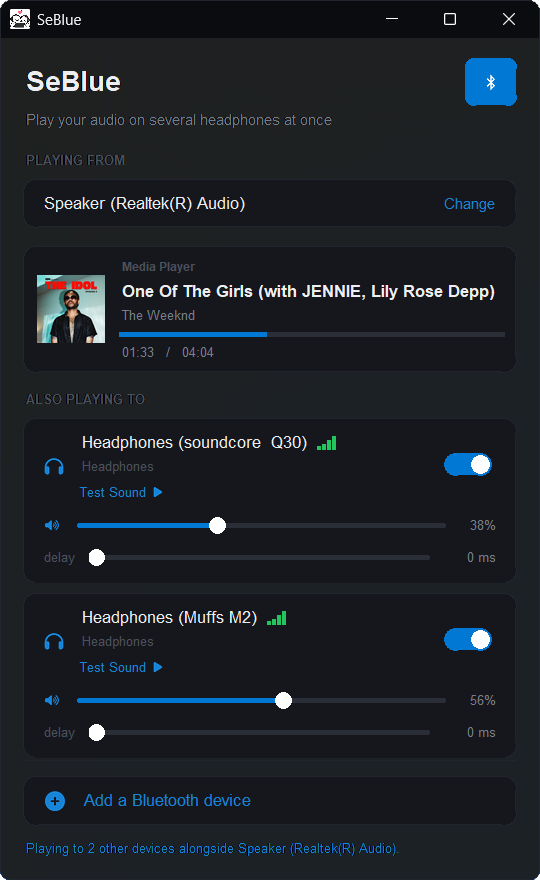 SeBlue
SeBlue
Play your audio on several headphones at once
PLAYING FROM
Speaker (Realtek(R) Audio)
Change
Media Player
THE IDOL
One Of The Girls (with JENNIE, Lily Rose Depp)
The Weeknd
01:33 / 04:04
ALSO PLAYING TO
Headphones (soundcore Q30)
Headphones
Test Sound
38%
delay
0 ms
Headphones (Muffs M2)
Headphones
Test Sound
56%
delay
0 ms
Add a Bluetooth device
Playing to 2 other devices alongside Speaker (Realtek(R) Audio).